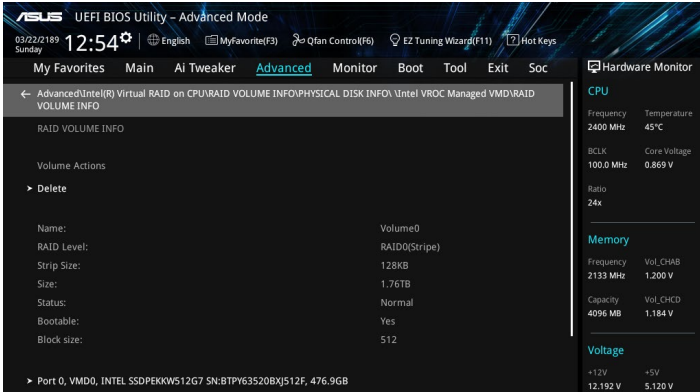 ASUS UEFI BIOS Utility – Advanced Mode
03/22/2189 Sunday 12:54 English MyFavorite(F3) Qfan Control(F6) EZ Tuning Wizard(F11) ? Hot Keys
My Favorites Main Ai Tweaker Advanced Monitor Boot Tool Exit Soc
← Advanced\Intel(R) Virtual RAID on CPU\RAID VOLUME INFO\PHYSICAL DISK INFO\ \Intel VROC Managed VMD\RAID
VOLUME INFO
RAID VOLUME INFO
Volume Actions
> Delete
Name: Volume0
RAID Level: RAID0(Stripe)
Strip Size: 128KB
Size: 1.76TB
Status: Normal
Bootable: Yes
Block size: 512
> Port 0, VMD0, INTEL SSDPEKKW512G7 SN:BTPY63520BXJ512F, 476.9GB
Hardware Monitor
CPU
Frequency Temperature
2400 MHz 45°C
BCLK Core Voltage
100.0 MHz 0.869 V
Ratio
24x
Memory
Frequency Vol_CHAB
2133 MHz 1.200 V
Capacity Vol_CHCD
4096 MB 1.184 V
Voltage
+12V +5V
12.192 V 5.120 V